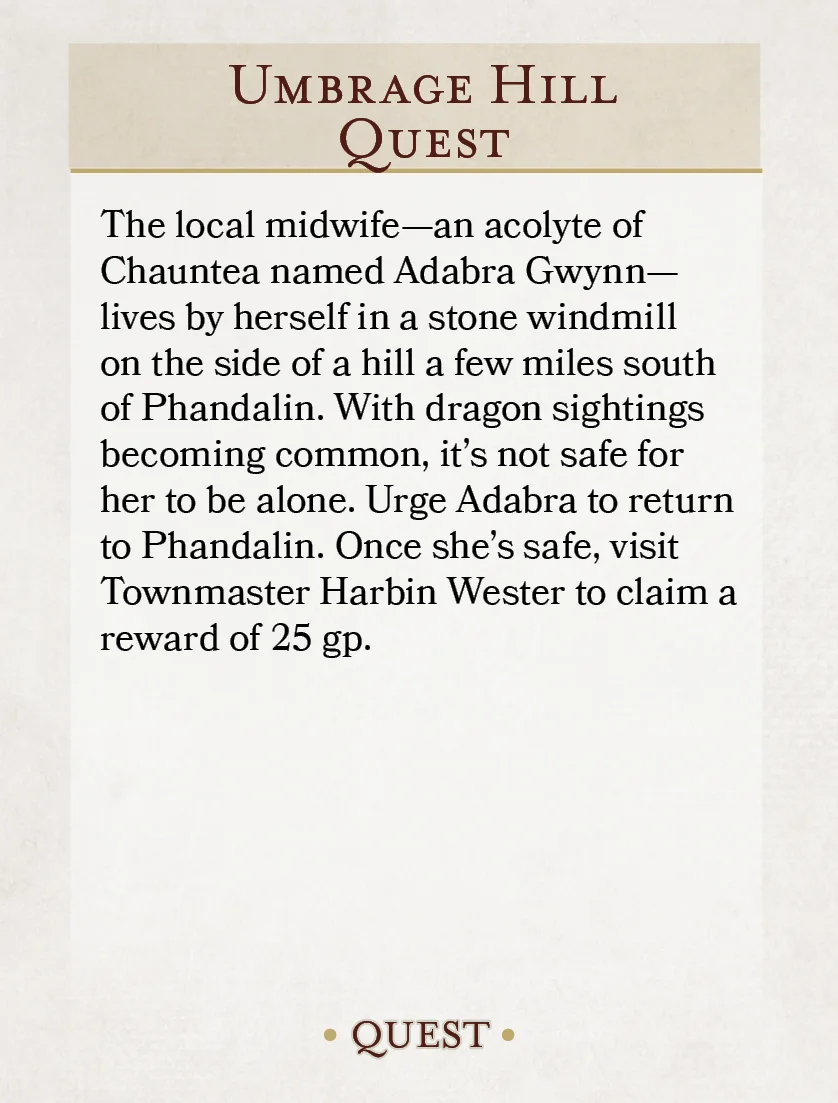 Umbrage Hill
Quest
The local midwife—an acolyte of
Chauntea named Adabra Gwynn—
lives by herself in a stone windmill
on the side of a hill a few miles south
of Phandalin. With dragon sightings
becoming common, it’s not safe for
her to be alone. Urge Adabra to return
to Phandalin. Once she’s safe, visit
Townmaster Harbin Wester to claim a
reward of 25 gp.
• QUEST •